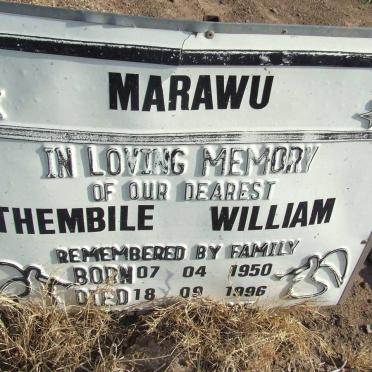 MARAWU
IN LOVING MEMORY
OF OUR DEAREST
THEMBILE WILLIAM
REMEMBERED BY FAMILY
BORN 07 04 1950
DIED 18 09 1996